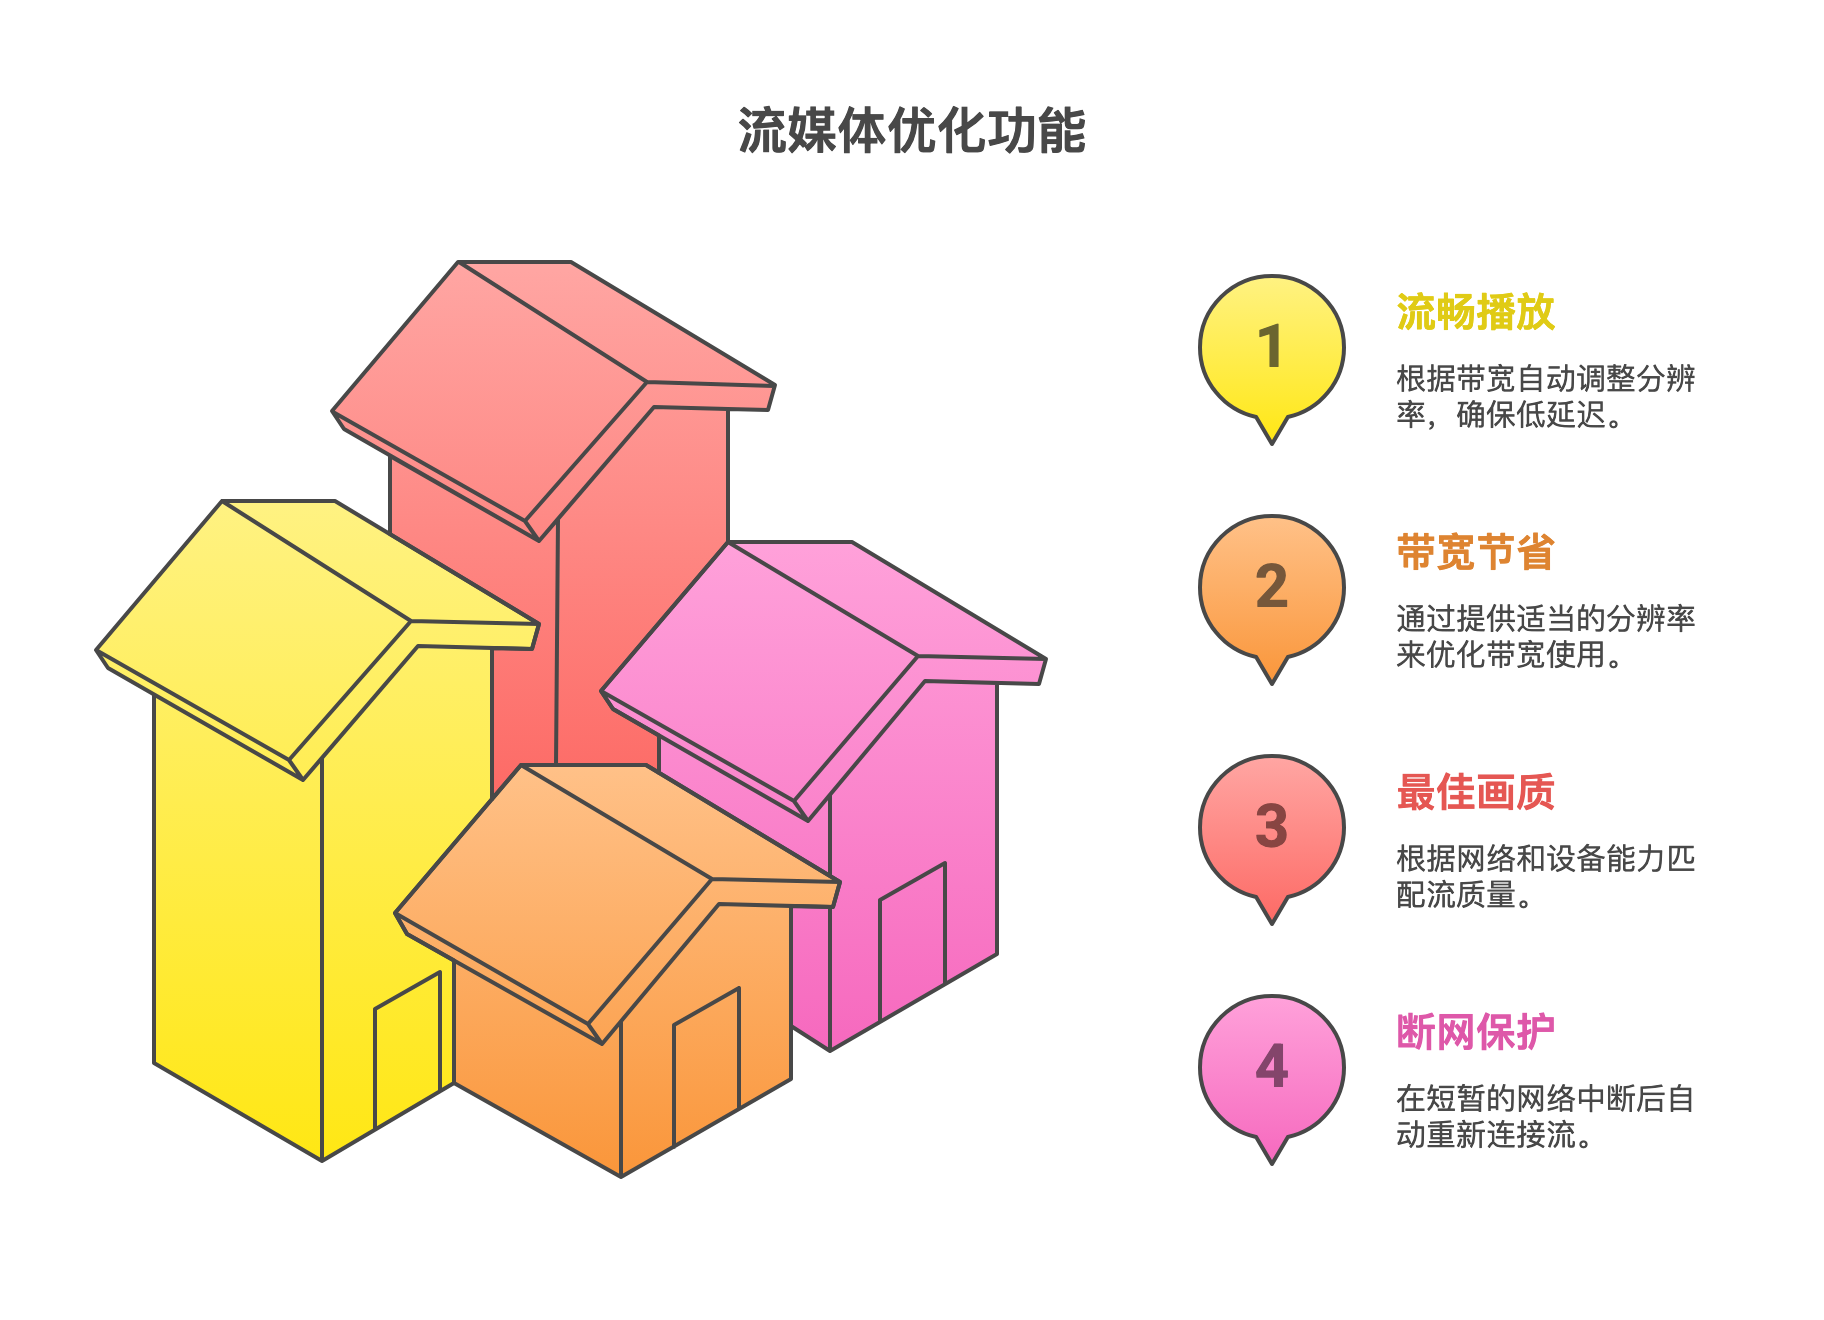 流媒体优化功能
1
流畅播放
根据带宽自动调整分辨
率，确保低延迟。
2
带宽节省
通过提供适当的分辨率
来优化带宽使用。
3
最佳画质
根据网络和设备能力匹
配流质量。
4
断网保护
在短暂的网络中断后自
动重新连接流。